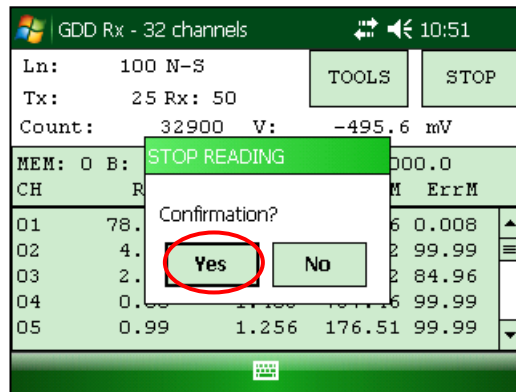 GDD Rx - 32 channels 10:51
Ln: 100 N-S
Tx: 25 Rx: 50
TOOLS STOP
Count: 32900 V: -495.6 mV
MEM: 0 B:
STOP READING
CH ErrM
Confirmation?
Yes No
01 78. 6 0.008
02 4. 2 99.99
03 2. 2 84.96
04 0. 99.99
05 0.99 1.256 176.51 99.99